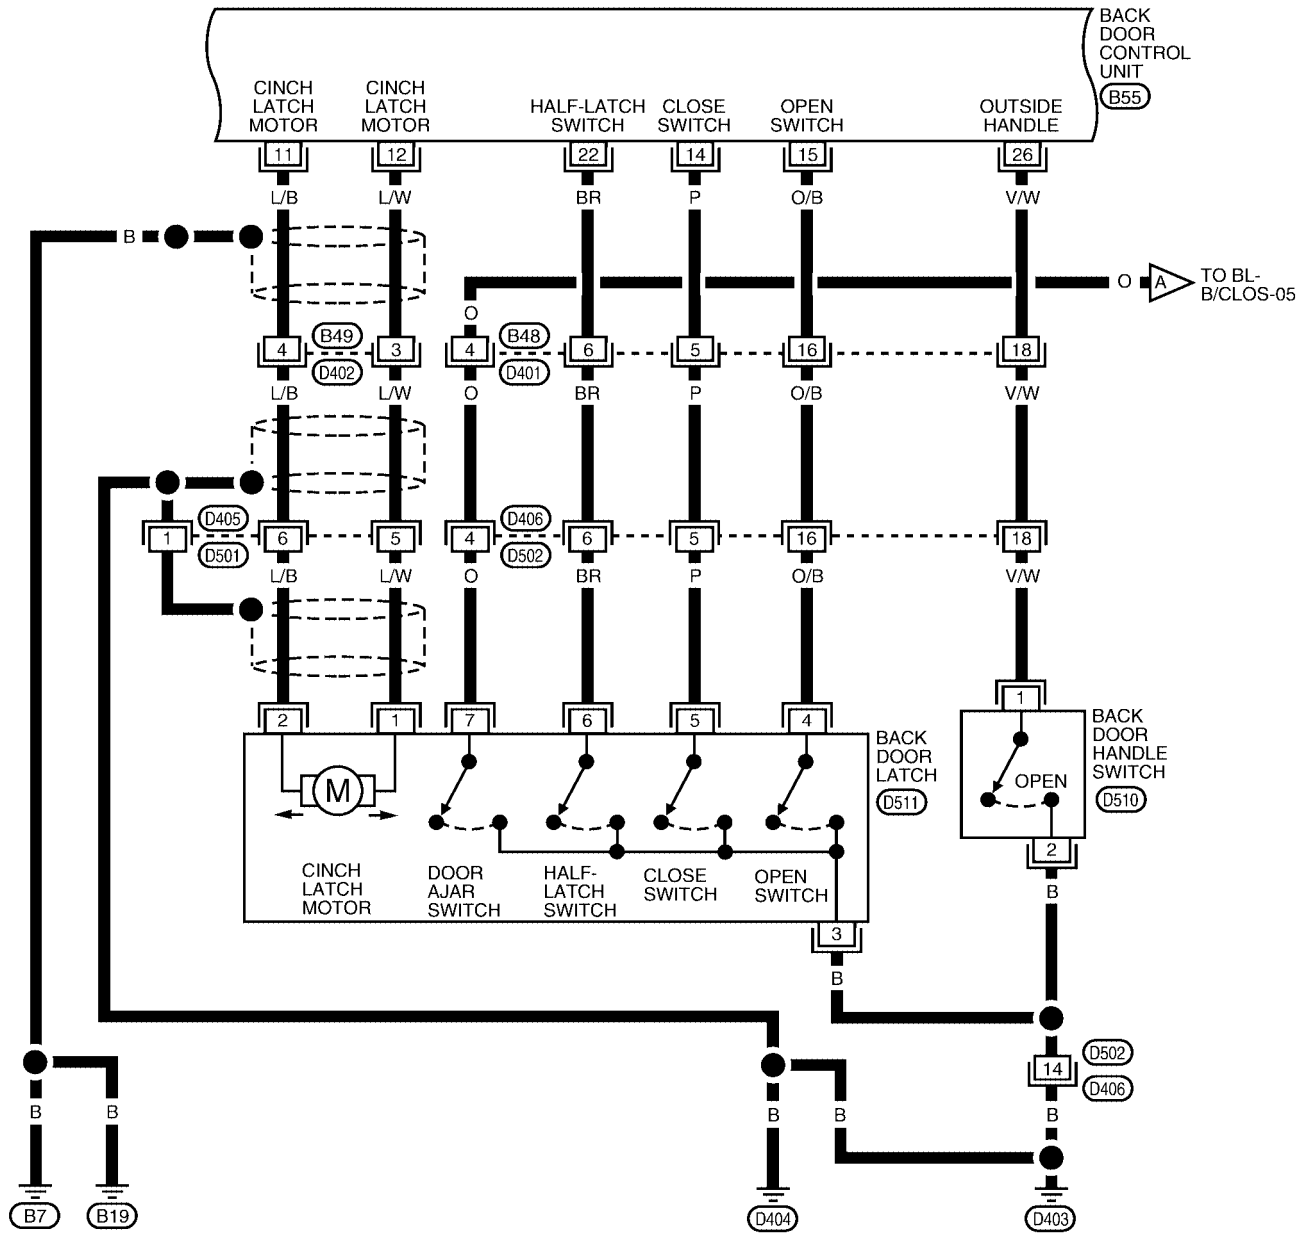 BACK
DOOR
CONTROL
UNIT
B55
CINCH
LATCH
MOTOR
CINCH
LATCH
MOTOR
HALF-LATCH
SWITCH
CLOSE
SWITCH
OPEN
SWITCH
OUTSIDE
HANDLE
11 12 22 14 15 26
L/B L/W BR P O/B V/W
B
O A TO BL-
B/CLOS-05
O
B49 B48
4 3 4 6 5 16 18
D402 D401
L/B L/W O BR P O/B V/W
D405 D406
1 6 5 4 6 5 16 18
D501 D502
L/B L/W O BR P O/B V/W
1
2 1 7 6 5 4
BACK
DOOR
LATCH
D511
BACK
DOOR
HANDLE
SWITCH
D510
M
OPEN
2
CINCH
LATCH
MOTOR
DOOR
AJAR
SWITCH
HALF-
LATCH
SWITCH
CLOSE
SWITCH
OPEN
SWITCH
3
B
B
D502
14
D406
B B B B B
B7 B19 D404 D403